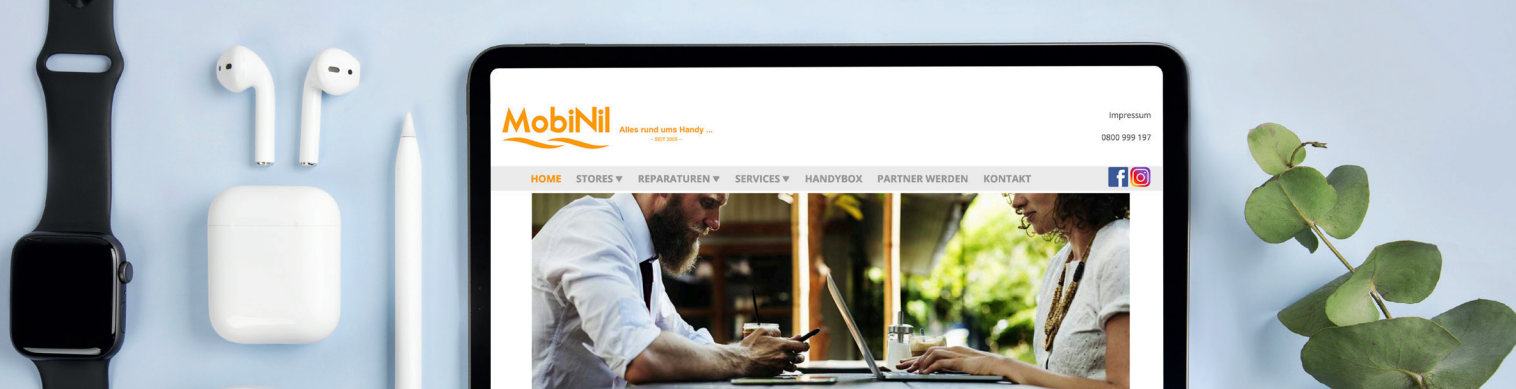 MobiNil
Alles rund ums Handy ...
Impressum
0800 999 197
HOME STORES REPARATUREN SERVICES HANDYBOX PARTNER WERDEN KONTAKT